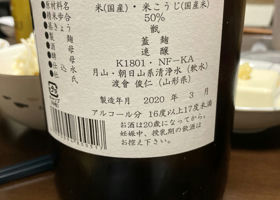 原材料名 米(国産)・米こうじ(国産米)
精米歩合 50%
甑
麹 蓋麹
母 速醸
K1801・NF-KA
水 月山・朝日山系清浄水(軟水)
氏 渡會 俊仁(山形県)
製造年月 2020年 3月
アルコール分 16度以上17度未満
お酒は20歳になってから。
妊娠中、授乳期の飲酒は
お控え下さい。